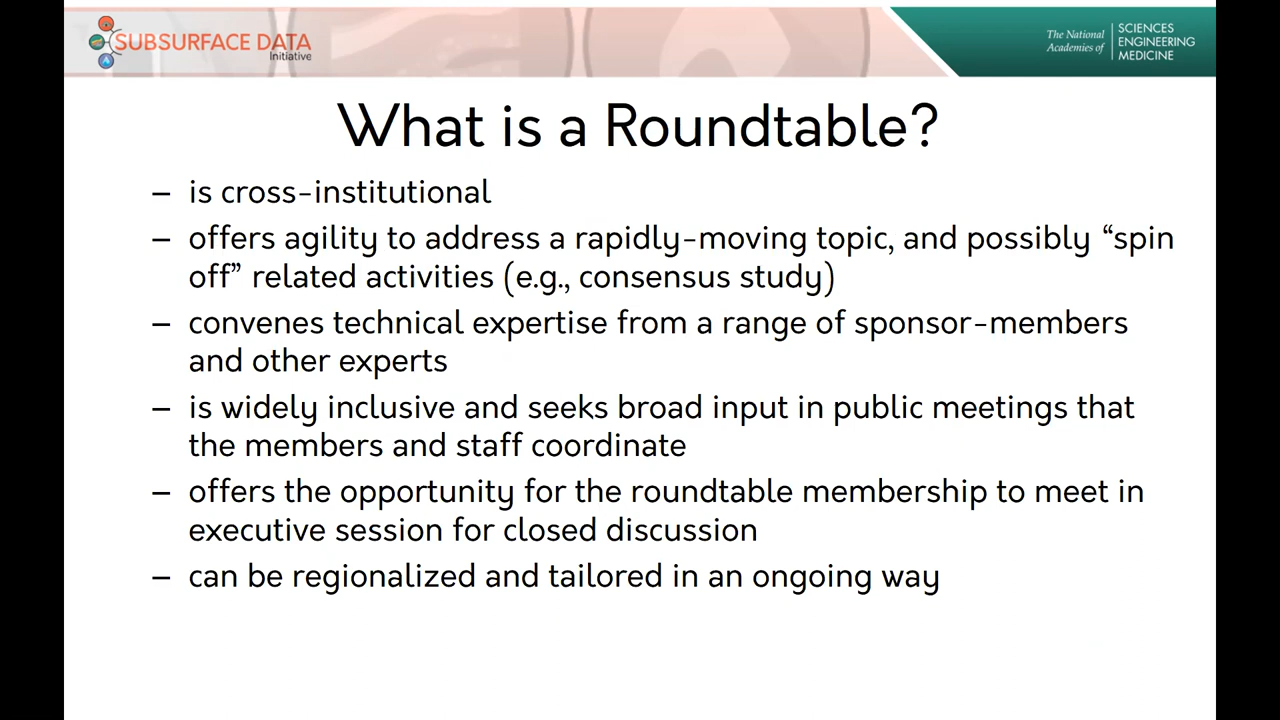 SUBSURFACE DATA
Initiative
The National
Academies of
SCIENCES
ENGINEERING
MEDICINE
What is a Roundtable?
– is cross-institutional
– offers agility to address a rapidly-moving topic, and possibly “spin
off” related activities (e.g., consensus study)
– convenes technical expertise from a range of sponsor-members
and other experts
– is widely inclusive and seeks broad input in public meetings that
the members and staff coordinate
– offers the opportunity for the roundtable membership to meet in
executive session for closed discussion
– can be regionalized and tailored in an ongoing way